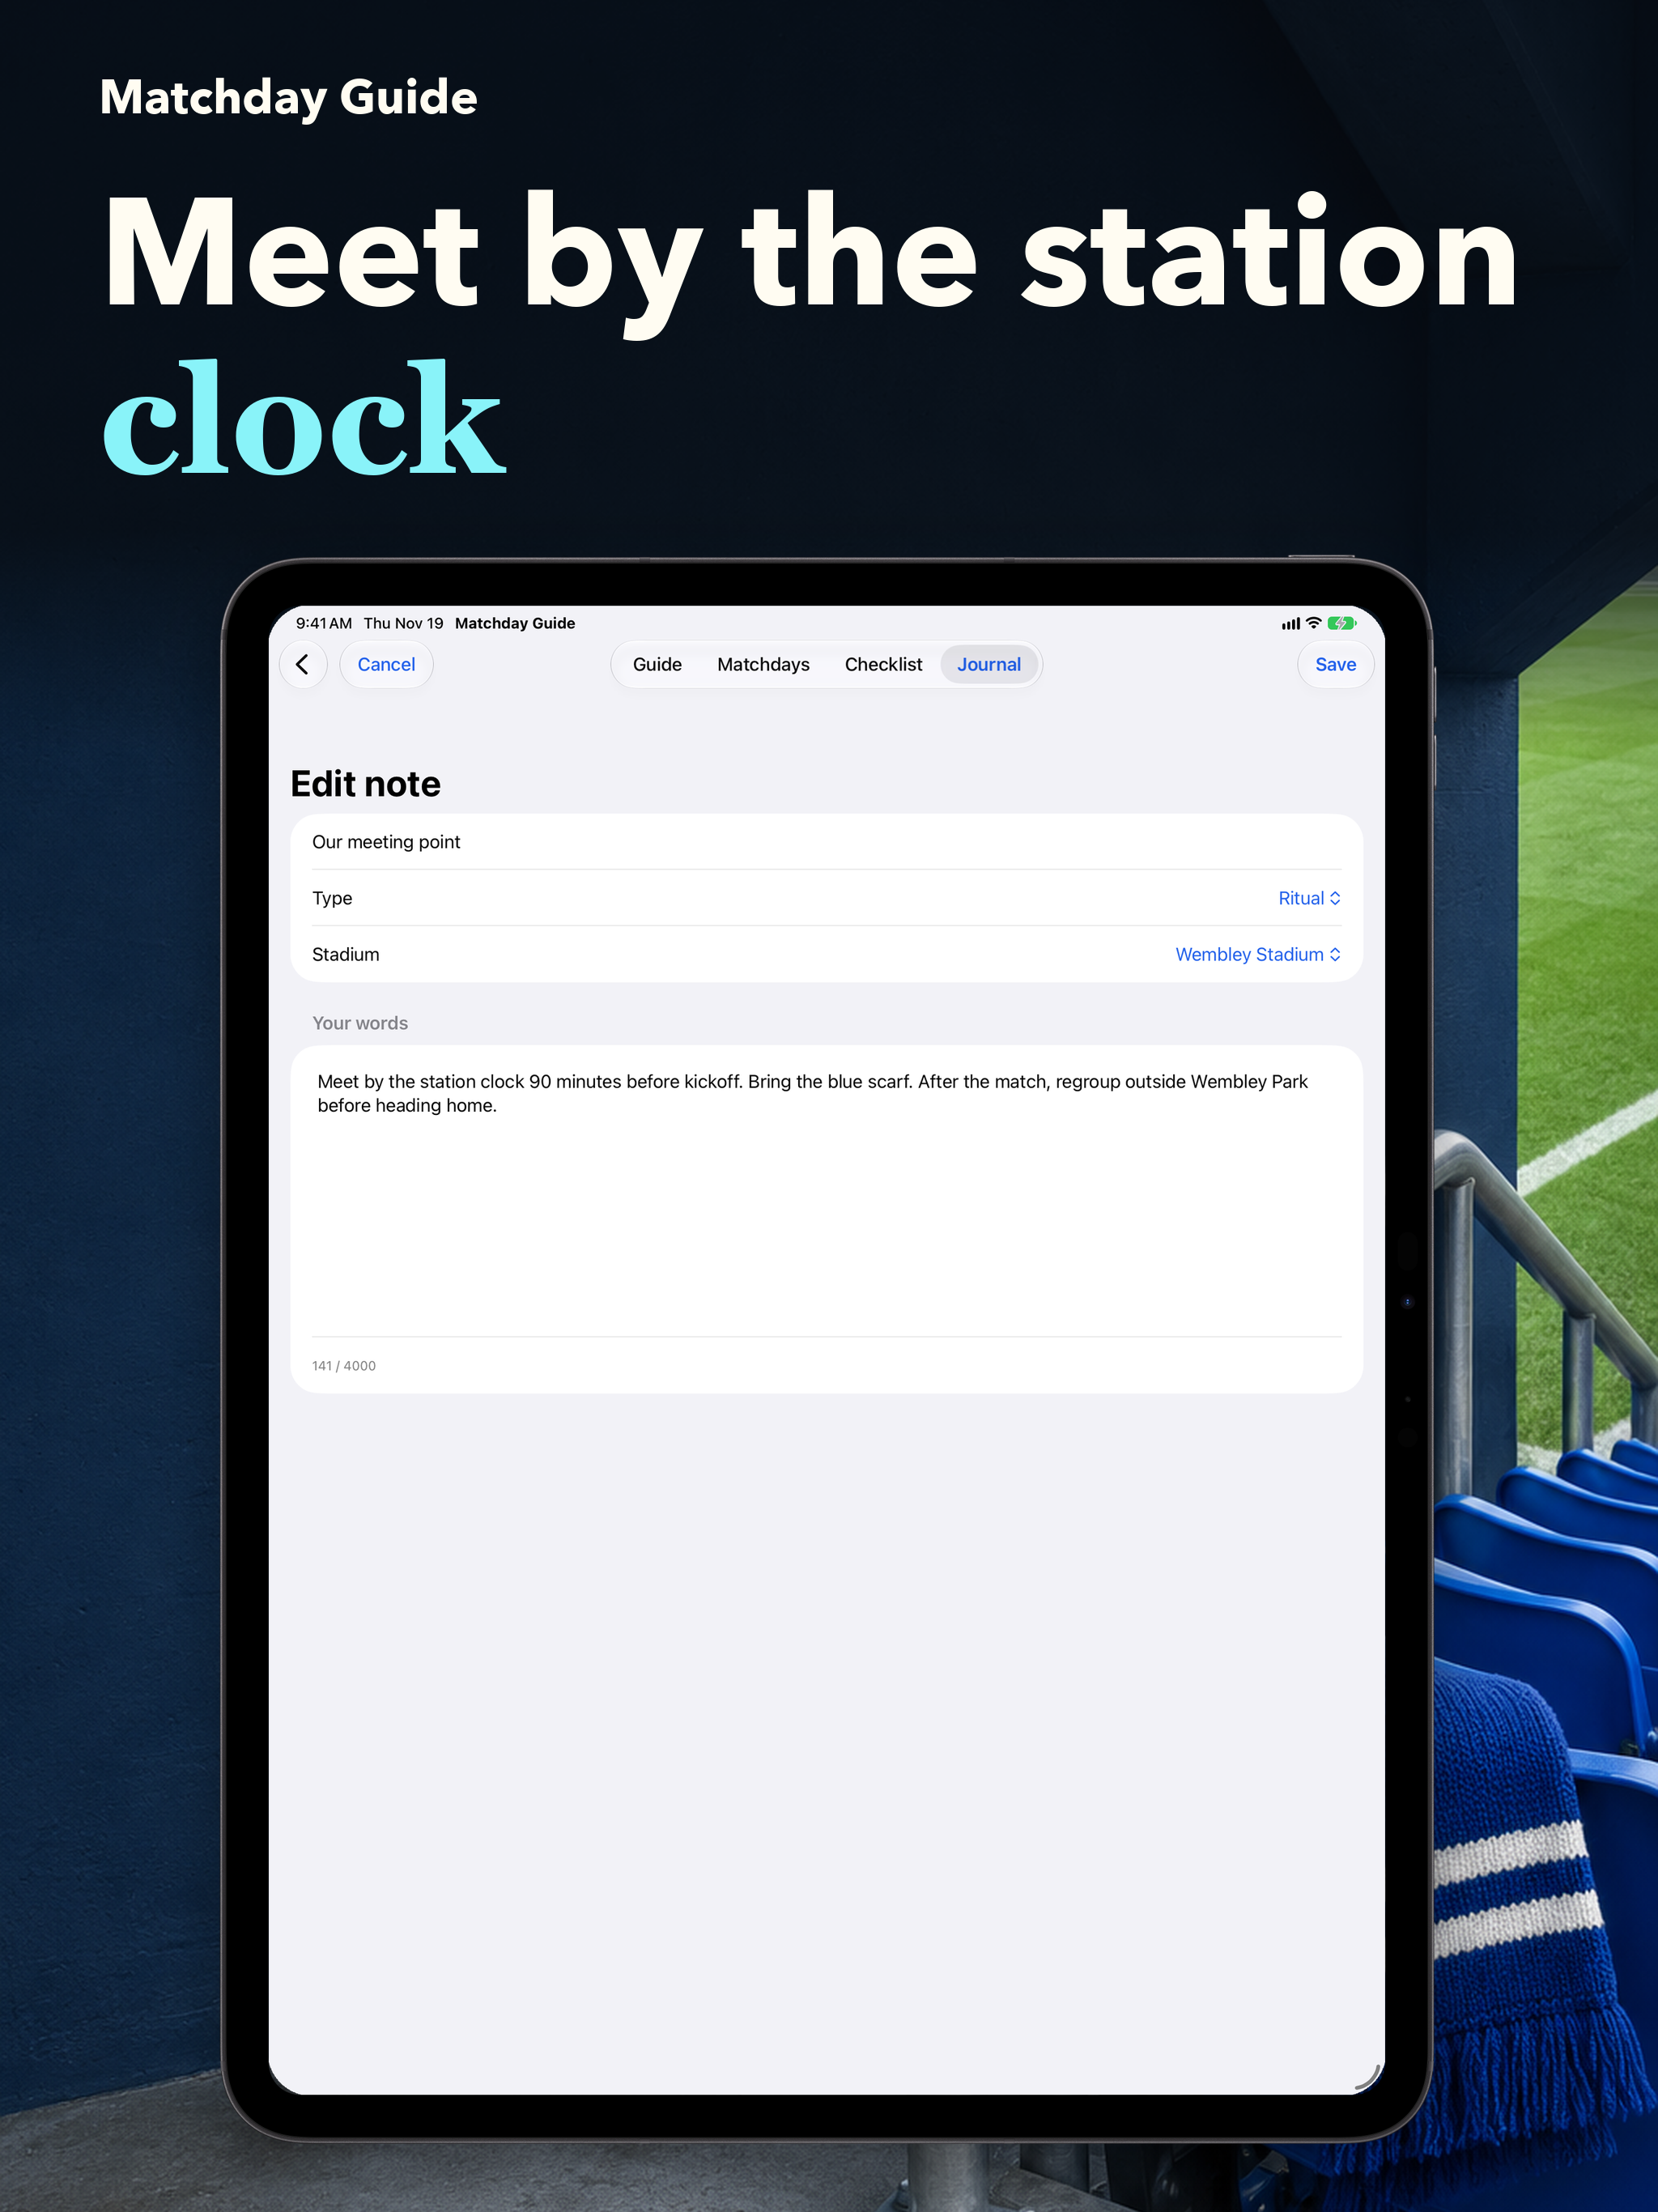 Matchday Guide
Meet by the station
clock
9:41 AM Thu Nov 19 Matchday Guide
Cancel Guide Matchdays Checklist Journal Save
Edit note
Our meeting point
Type Ritual
Stadium Wembley Stadium
Your words
Meet by the station clock 90 minutes before kickoff. Bring the blue scarf. After the match, regroup outside Wembley Park
before heading home.
141 / 4000